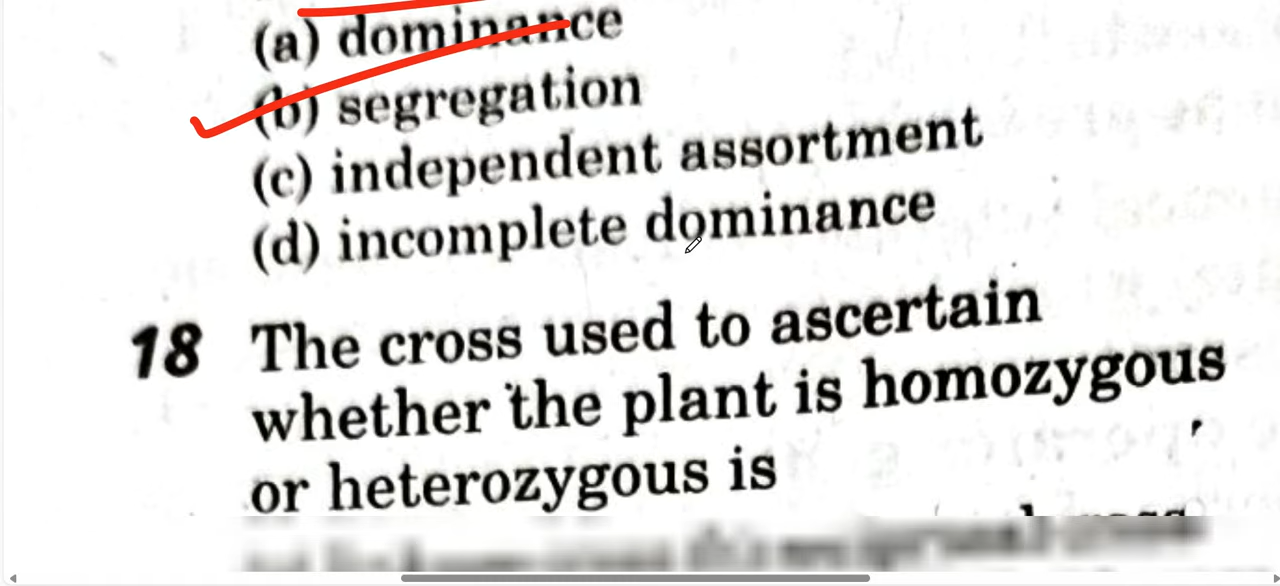 (a) dominance
(b) segregation
(c) independent assortment
(d) incomplete dominance
18 The cross used to ascertain
whether the plant is homozygous
or heterozygous is